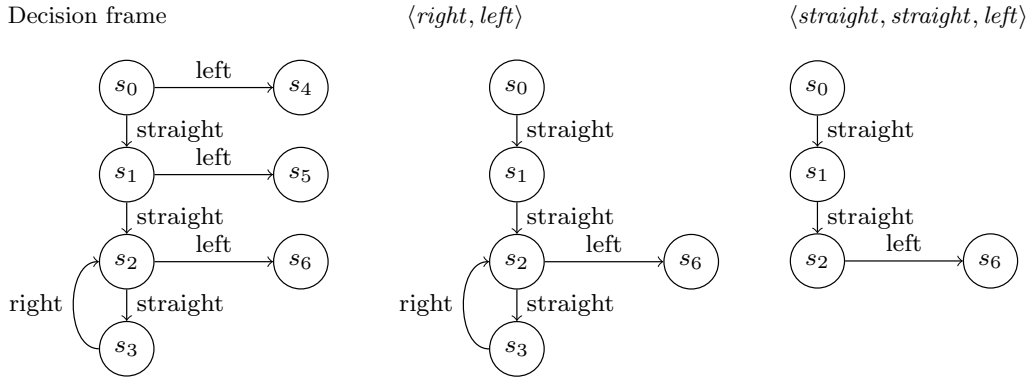 Decision frame
⟨right, left⟩
⟨straight, straight, left⟩
s₀ left s₄
s₀
s₀
straight
straight
straight
s₁ left s₅
s₁
s₁
straight
straight
straight
s₂ left s₆
s₂ left s₆
s₂ left s₆
right straight
right straight
s₃
s₃